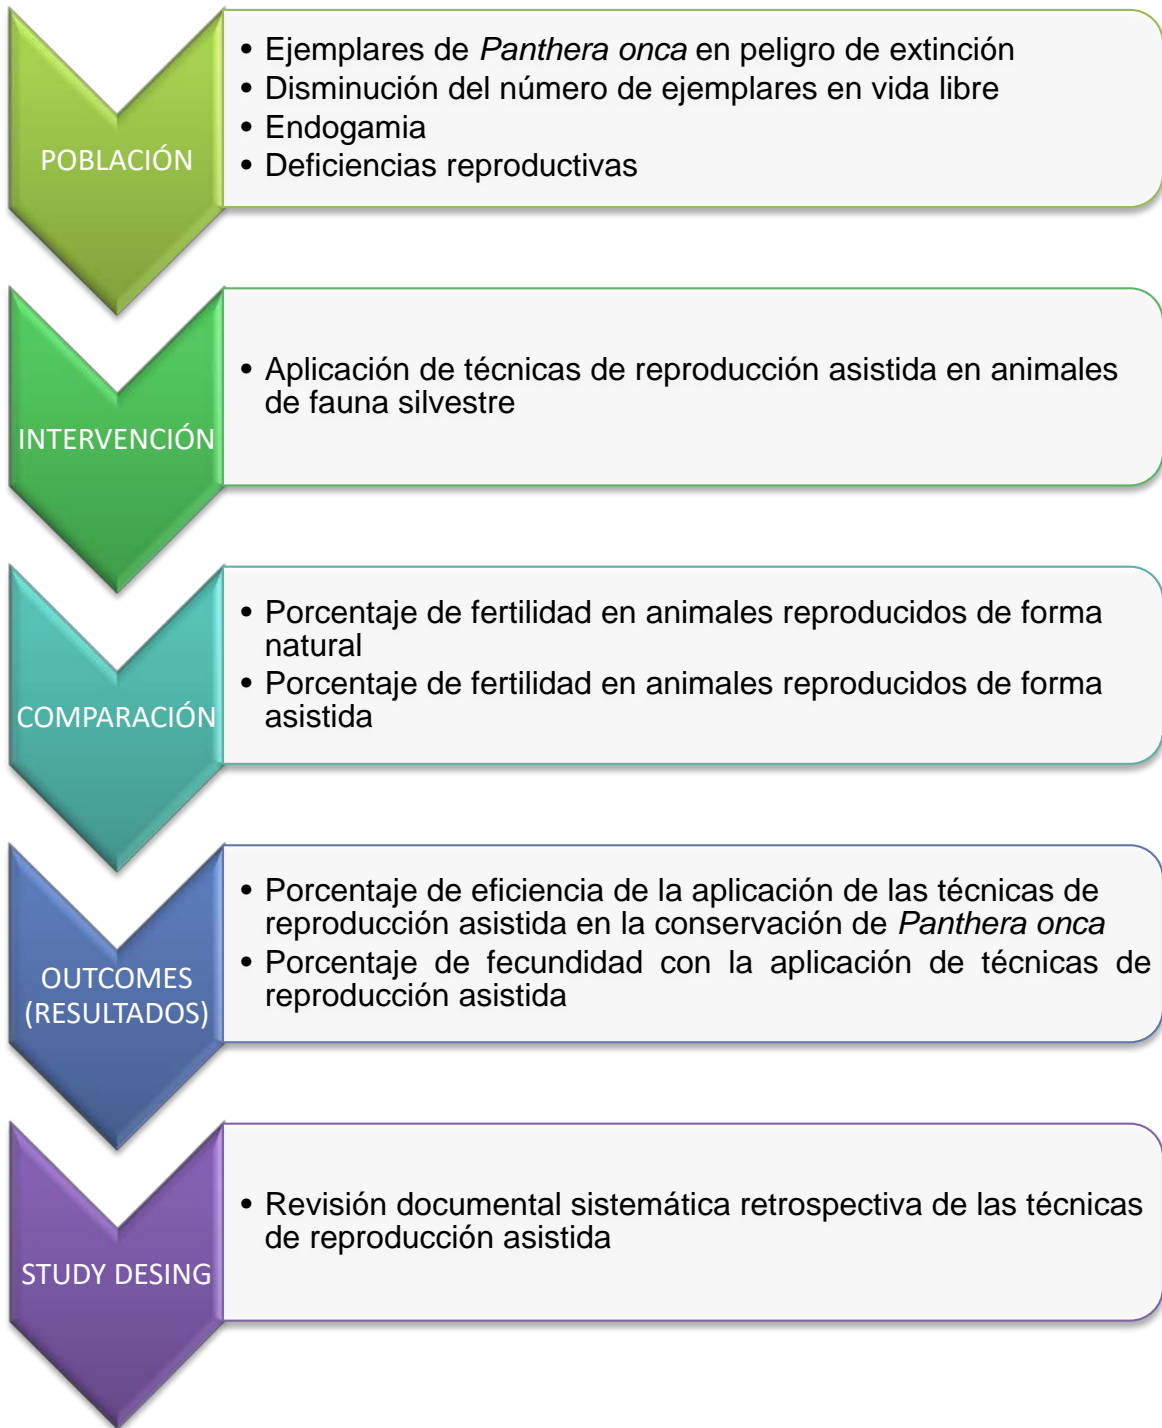 POBLACIÓN
• Ejemplares de Panthera onca en peligro de extinción
• Disminución del número de ejemplares en vida libre
• Endogamia
• Deficiencias reproductivas
INTERVENCIÓN
• Aplicación de técnicas de reproducción asistida en animales
de fauna silvestre
COMPARACIÓN
• Porcentaje de fertilidad en animales reproducidos de forma
natural
• Porcentaje de fertilidad en animales reproducidos de forma
asistida
OUTCOMES
(RESULTADOS)
• Porcentaje de eficiencia de la aplicación de las técnicas de
reproducción asistida en la conservación de Panthera onca
• Porcentaje de fecundidad con la aplicación de técnicas de
reproducción asistida
STUDY DESING
• Revisión documental sistemática retrospectiva de las técnicas
de reproducción asistida